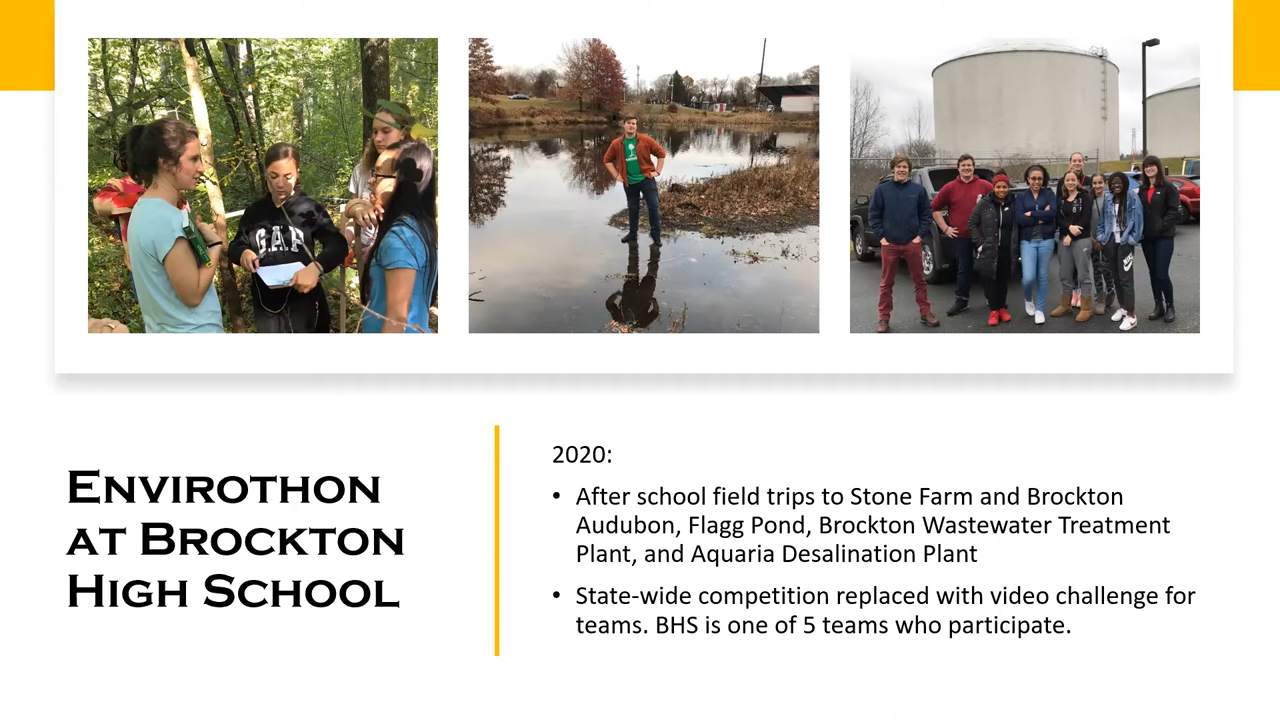 GAP
Envirothon
at Brockton
High School
2020:
• After school field trips to Stone Farm and Brockton
Audubon, Flagg Pond, Brockton Wastewater Treatment
Plant, and Aquaria Desalination Plant
• State-wide competition replaced with video challenge for
teams. BHS is one of 5 teams who participate.